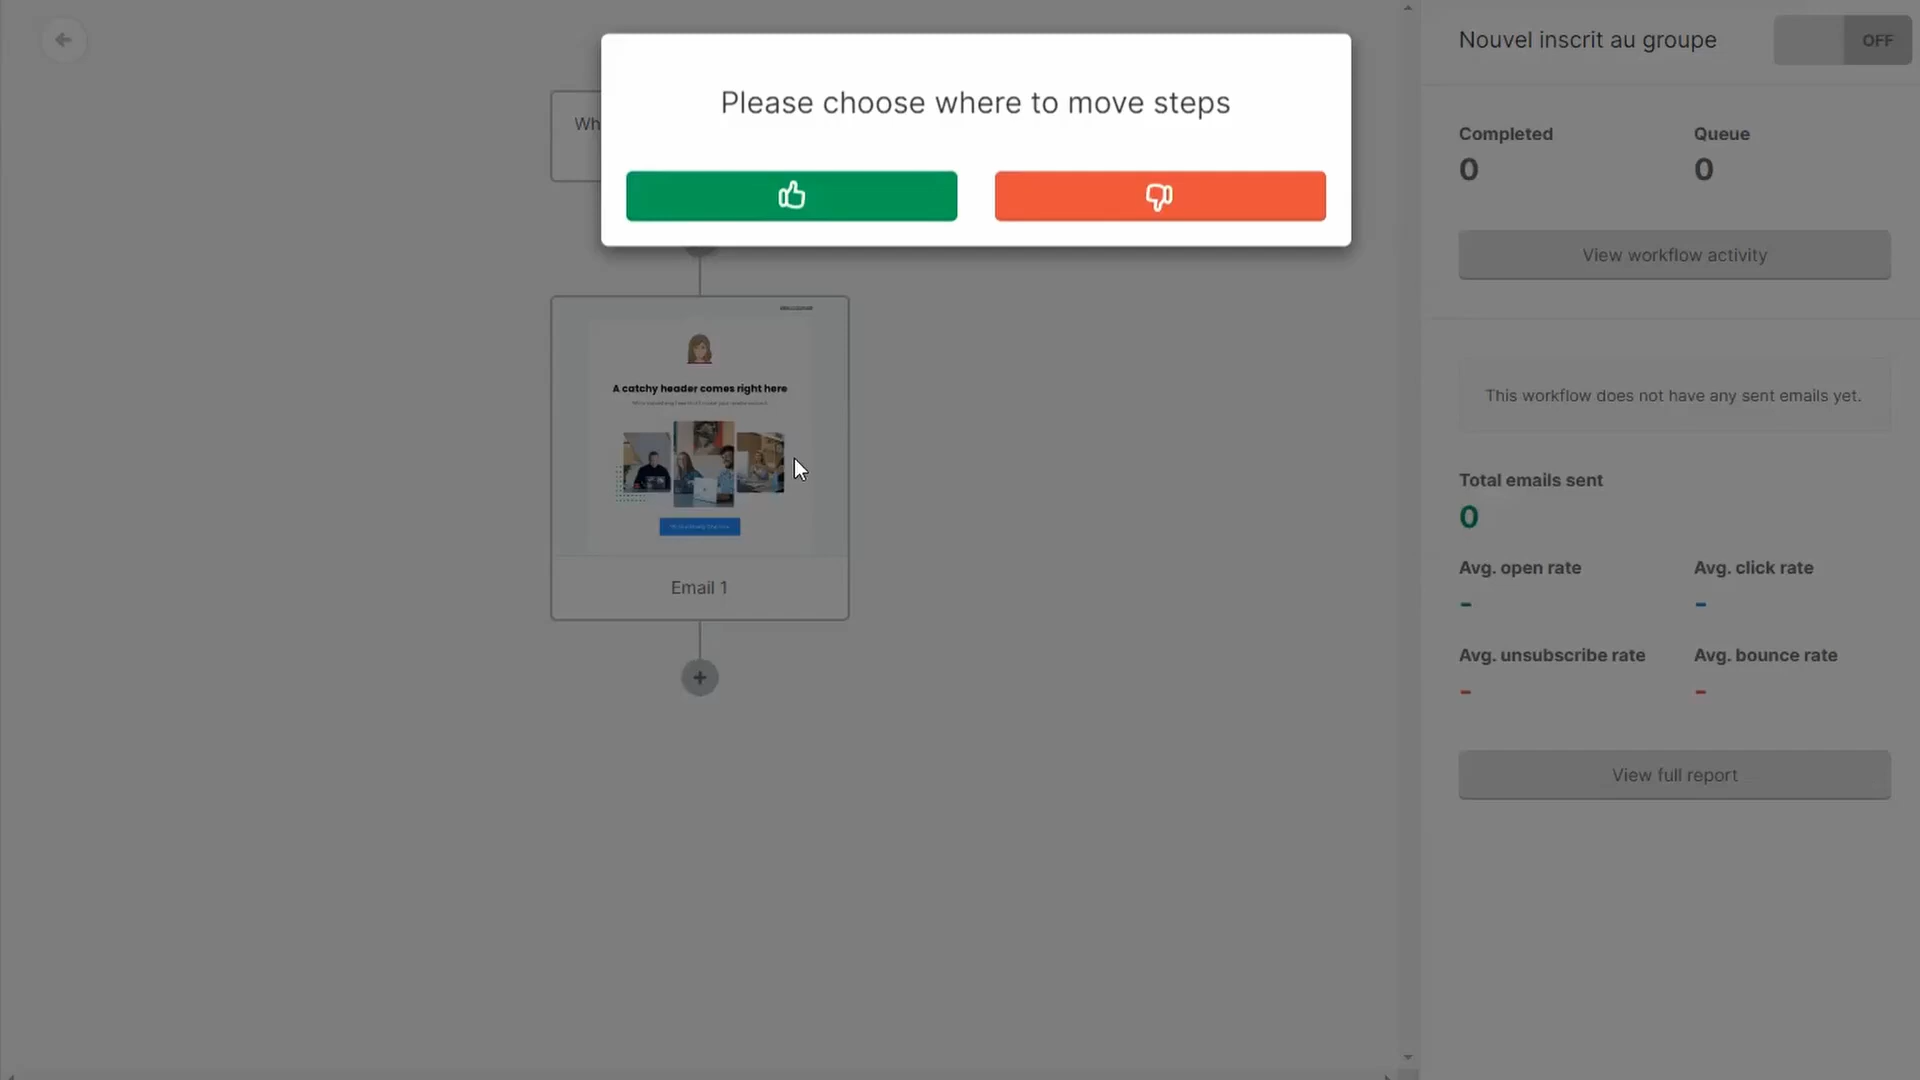 Please choose where to move steps
Wh
A catchy header comes right here
Email 1
Nouvel inscrit au groupe
OFF
Completed
Queue
0
0
View workflow activity
This workflow does not have any sent emails yet.
Total emails sent
0
Avg. open rate
Avg. click rate
-
-
Avg. unsubscribe rate
Avg. bounce rate
-
-
View full report